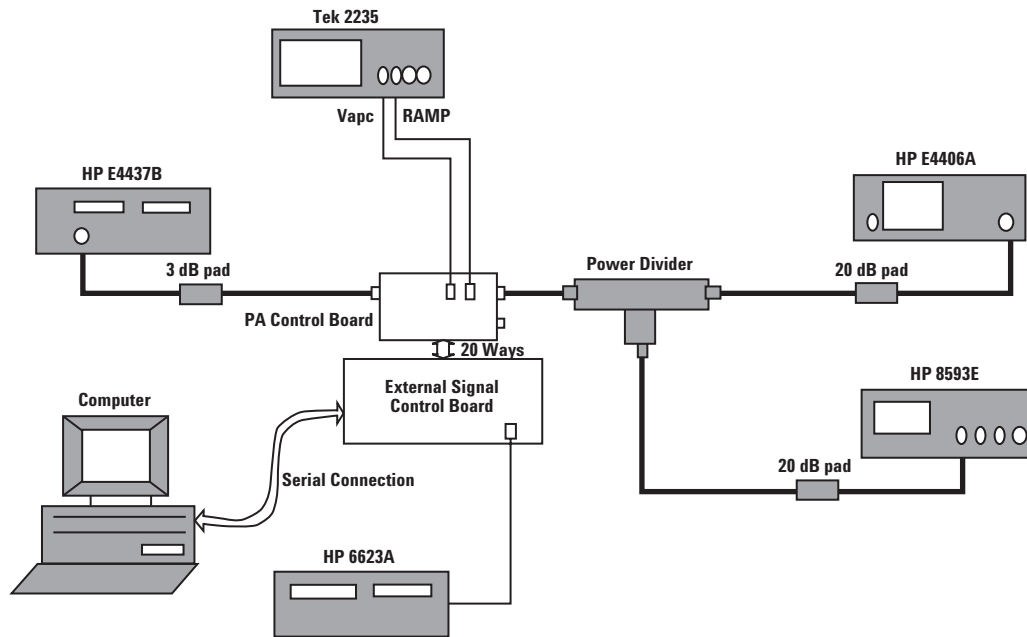 Tek 2235
Vapc
RAMP
HP E4437B
HP E4406A
3 dB pad
Power Divider
20 dB pad
PA Control Board
20 Ways
External Signal
Control Board
HP 8593E
Computer
20 dB pad
Serial Connection
HP 6623A